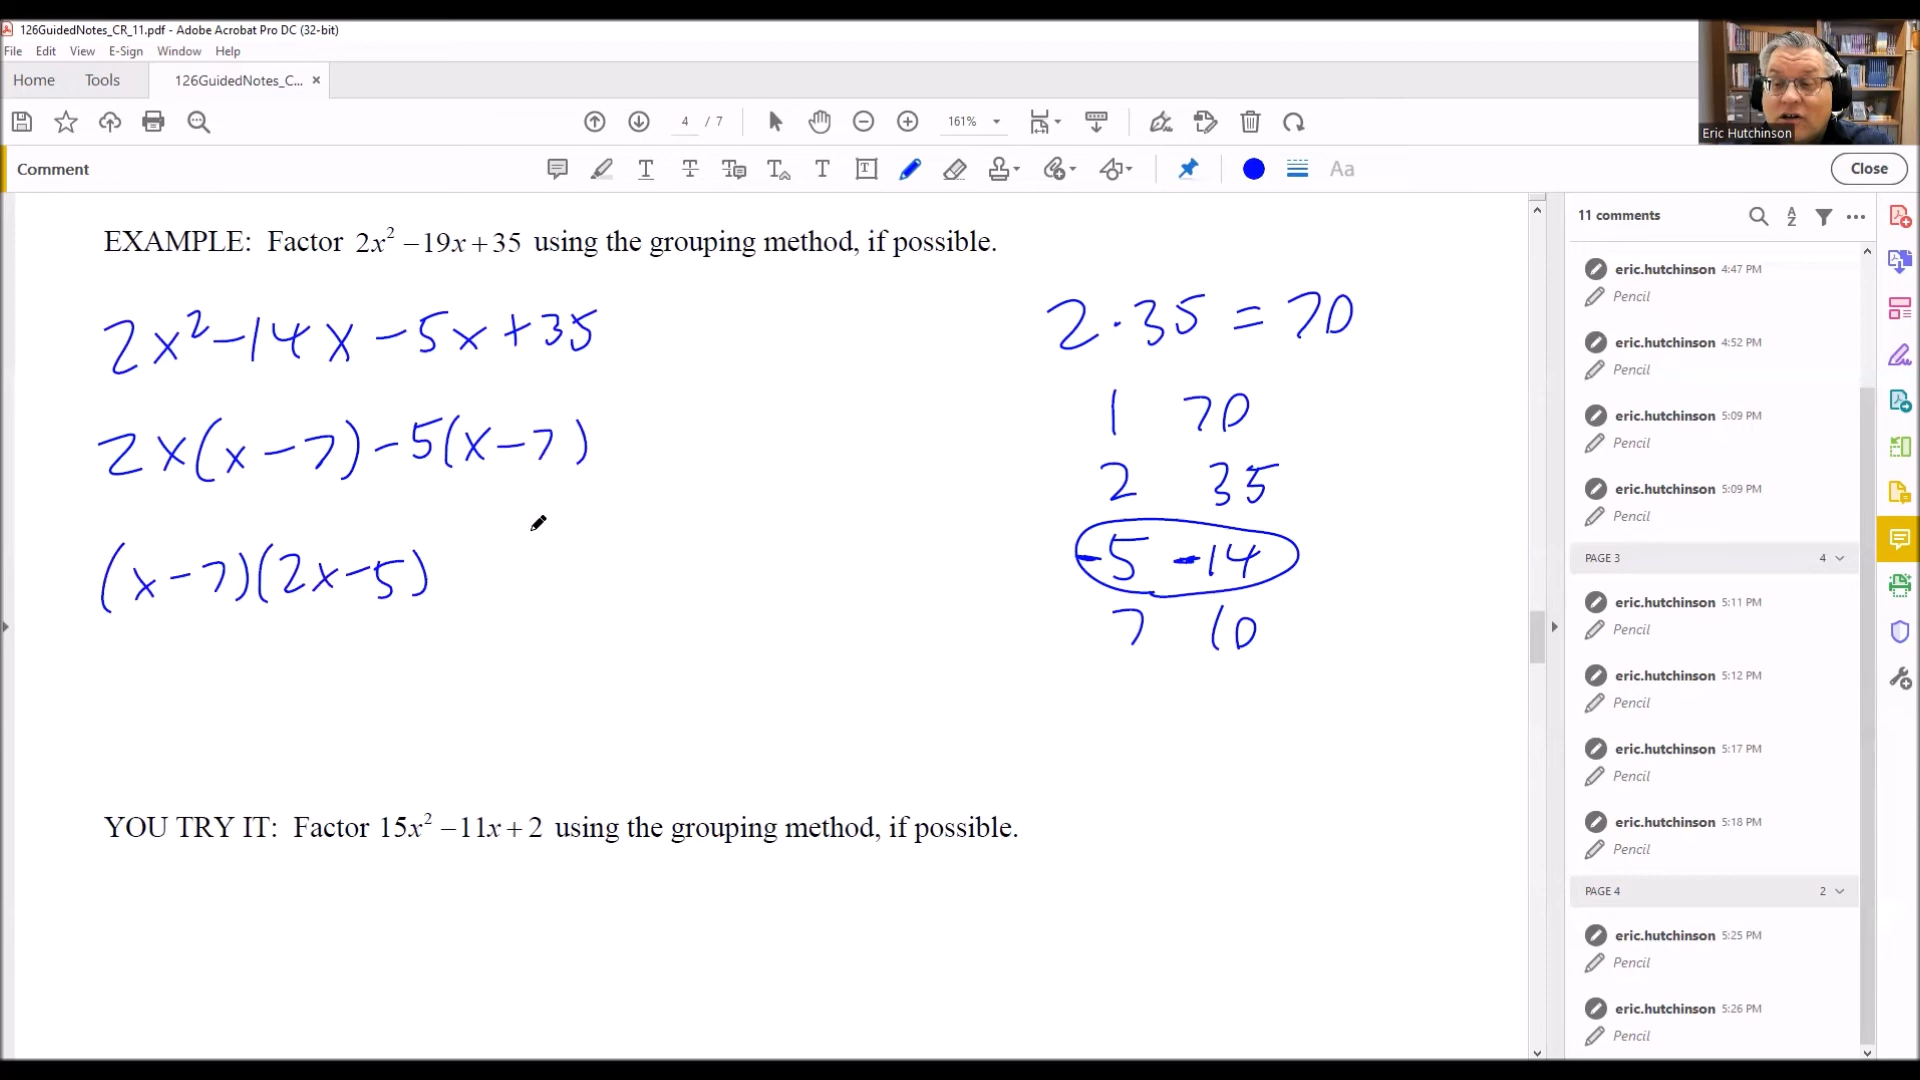 126GuidedNotes_CR_11.pdf - Adobe Acrobat Pro DC (32-bit)
File Edit View E-Sign Window Help
Home Tools 126GuidedNotes_C... ×
4 / 7 161%
Eric Hutchinson
Comment Aa Close
11 comments
EXAMPLE: Factor 2x² − 19x + 35 using the grouping method, if possible.
2x² − 14x − 5x + 35
2x(x − 7) − 5(x − 7)
(x − 7)(2x − 5)
2 · 35 = 70
1 70
2 35
-5 -14
7 10
YOU TRY IT: Factor 15x² − 11x + 2 using the grouping method, if possible.
eric.hutchinson 4:47 PM
Pencil
eric.hutchinson 4:52 PM
Pencil
eric.hutchinson 5:09 PM
Pencil
eric.hutchinson 5:09 PM
Pencil
PAGE 3 4
eric.hutchinson 5:11 PM
Pencil
eric.hutchinson 5:12 PM
Pencil
eric.hutchinson 5:17 PM
Pencil
eric.hutchinson 5:18 PM
Pencil
PAGE 4 2
eric.hutchinson 5:25 PM
Pencil
eric.hutchinson 5:26 PM
Pencil